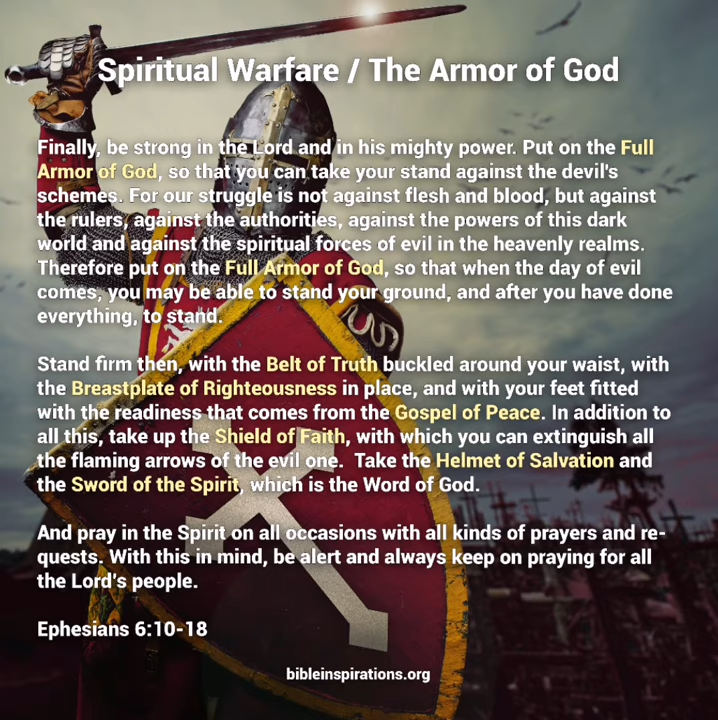 Spiritual Warfare / The Armor of God
Finally, be strong in the Lord and in his mighty power. Put on the Full
Armor of God, so that you can take your stand against the devil's
schemes. For our struggle is not against flesh and blood, but against
the rulers, against the authorities, against the powers of this dark
world and against the spiritual forces of evil in the heavenly realms.
Therefore put on the Full Armor of God, so that when the day of evil
comes, you may be able to stand your ground, and after you have done
everything, to stand.
Stand firm then, with the Belt of Truth buckled around your waist, with
the Breastplate of Righteousness in place, and with your feet fitted
with the readiness that comes from the Gospel of Peace. In addition to
all this, take up the Shield of Faith, with which you can extinguish all
the flaming arrows of the evil one. Take the Helmet of Salvation and
the Sword of the Spirit, which is the Word of God.
And pray in the Spirit on all occasions with all kinds of prayers and re-
quests. With this in mind, be alert and always keep on praying for all
the Lord's people.
Ephesians 6:10-18
bibleinspirations.org